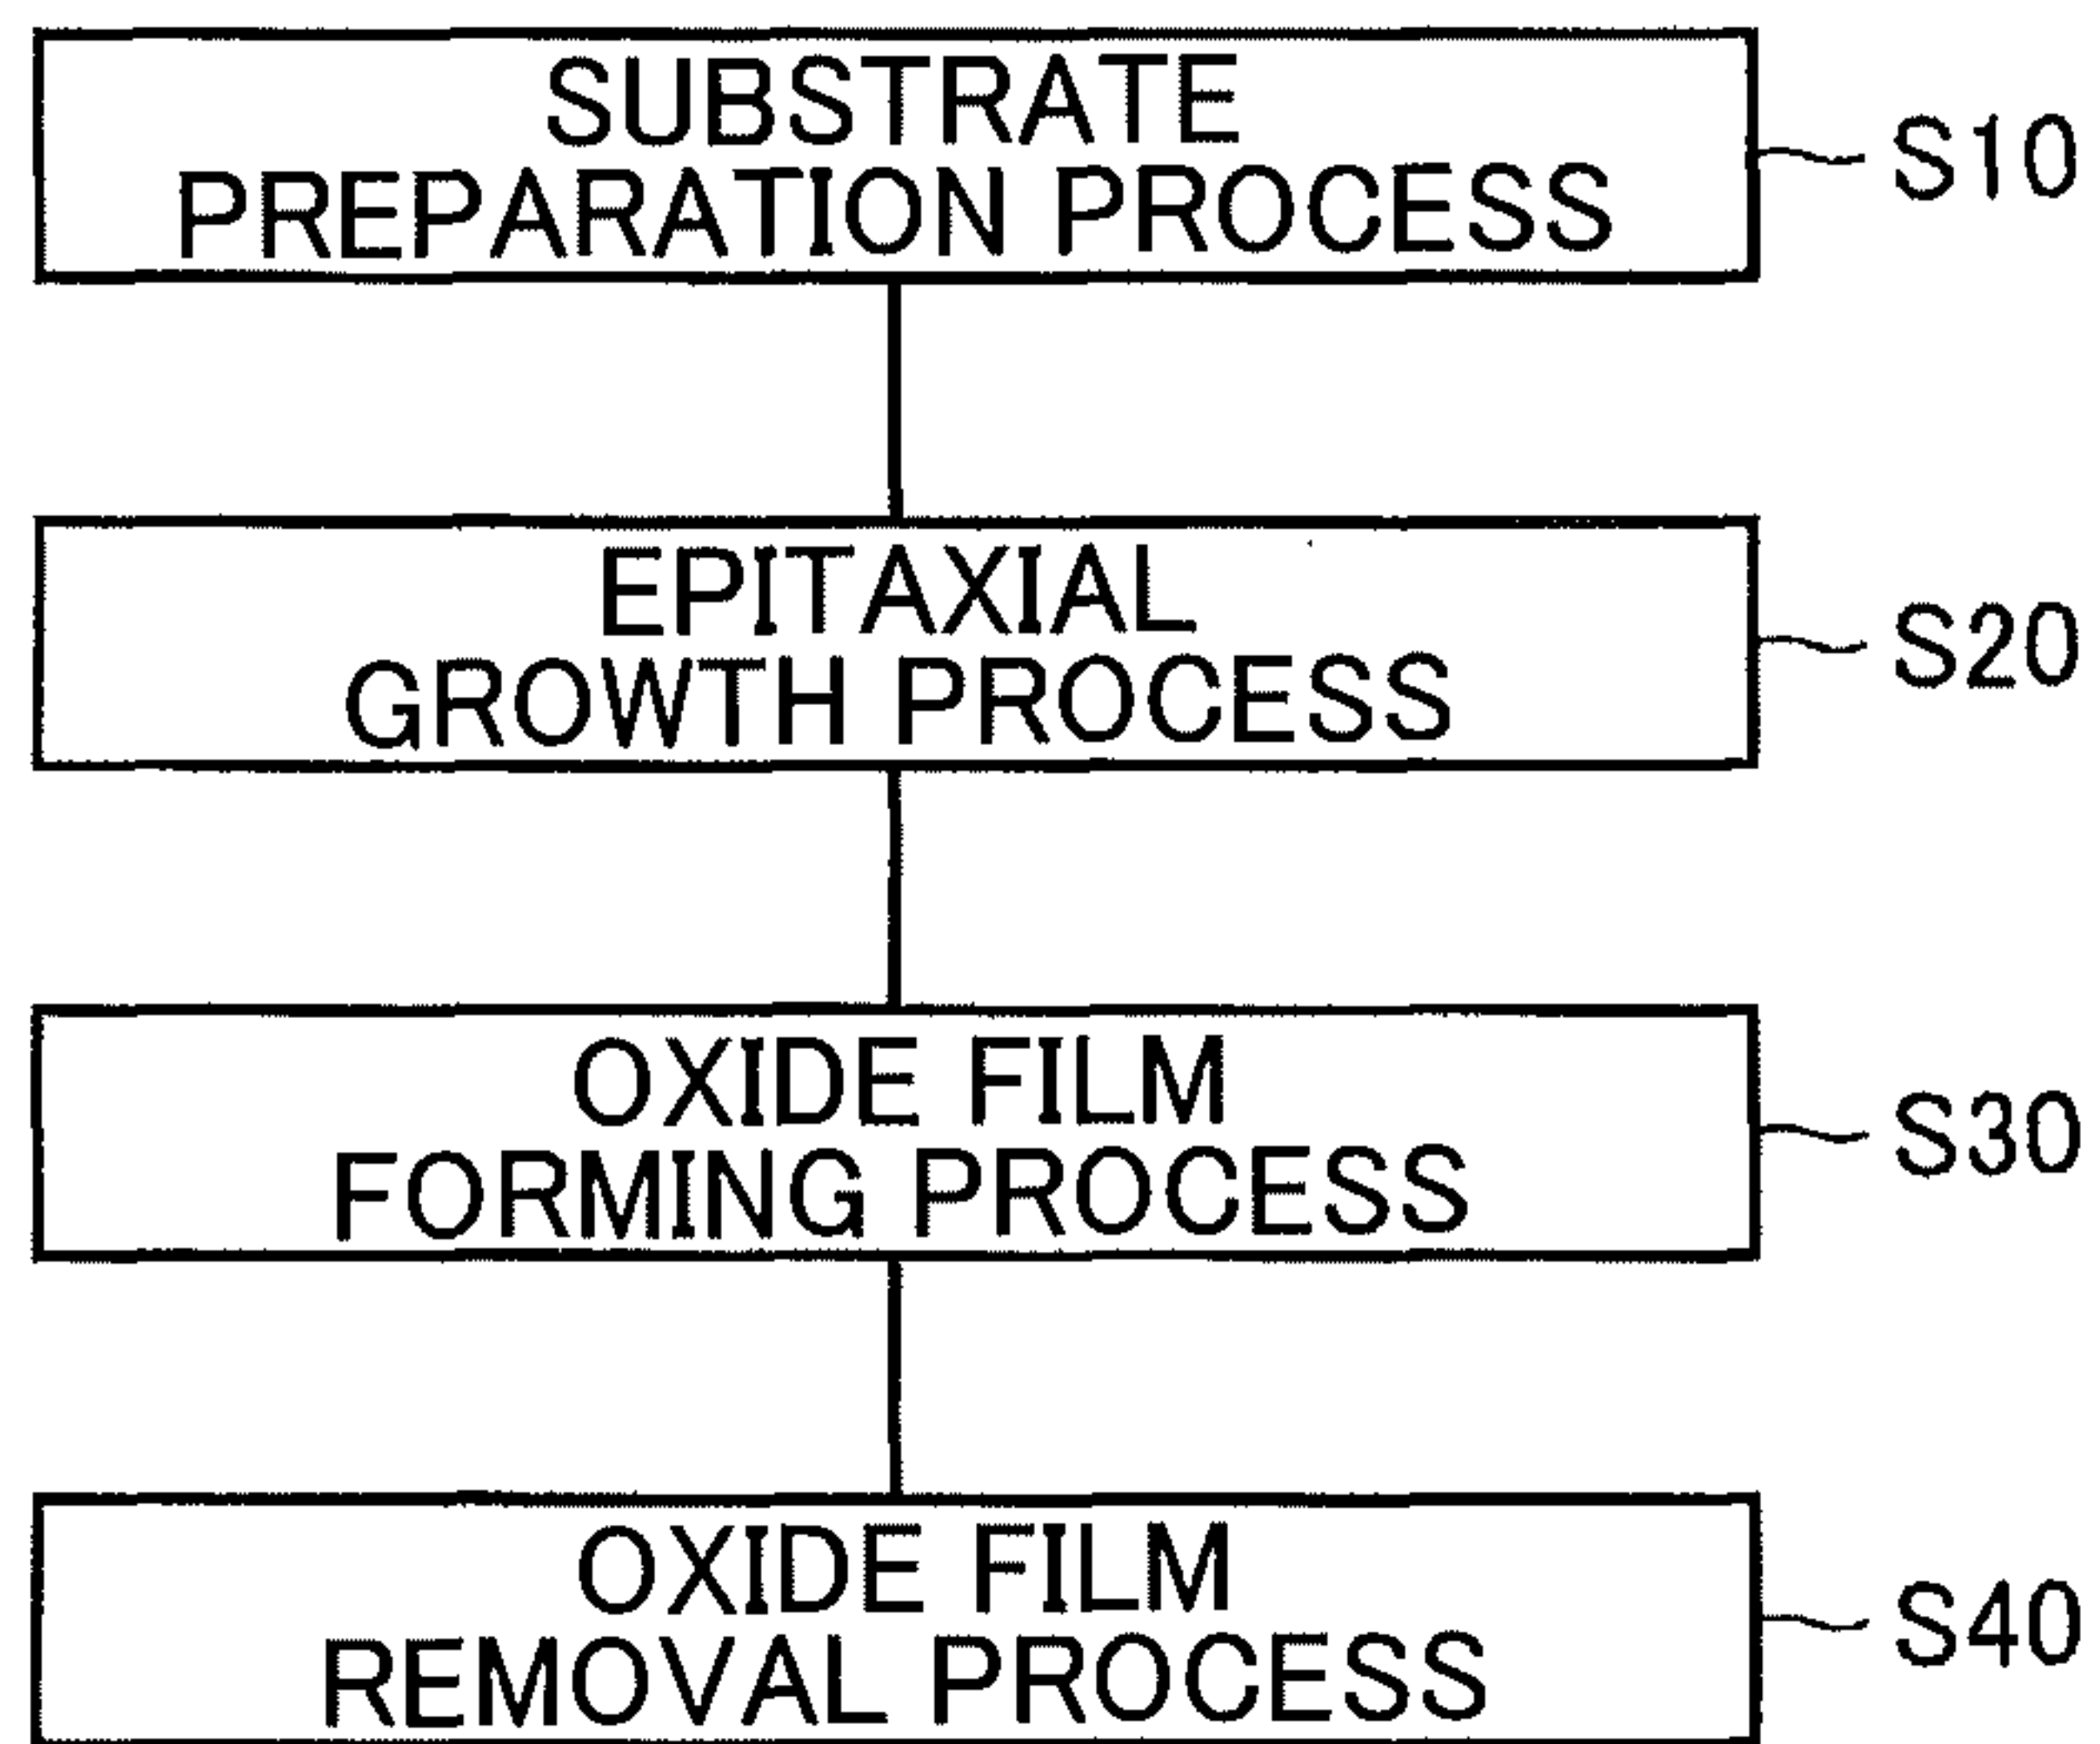 SUBSTRATE
PREPARATION PROCESS
S10
EPITAXIAL
GROWTH PROCESS
S20
OXIDE FILM
FORMING PROCESS
S30
OXIDE FILM
REMOVAL PROCESS
S40